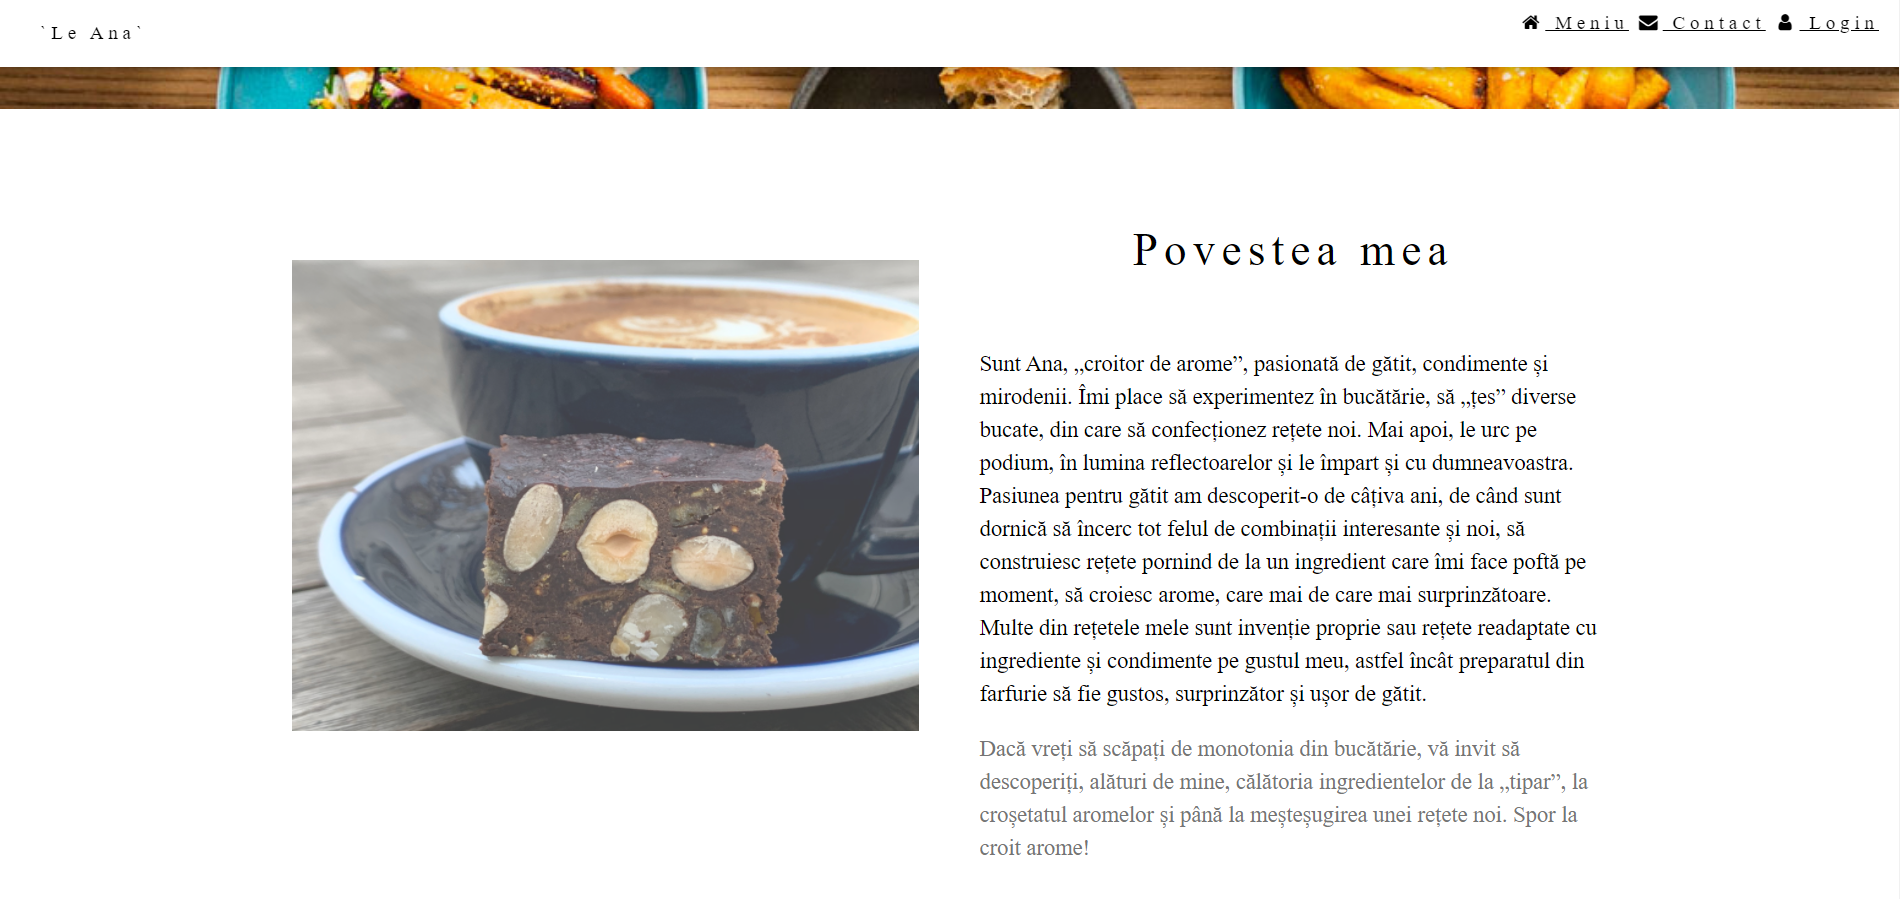 `Le Ana`
Meniu Contact Login
Povestea mea
Sunt Ana, „croitor de arome”, pasionată de gătit, condimente și
mirodenii. Îmi place să experimentez în bucătărie, să „țes” diverse
bucate, din care să confecționez rețete noi. Mai apoi, le urc pe
podium, în lumina reflectoarelor și le împart și cu dumneavoastra.
Pasiunea pentru gătit am descoperit-o de câțiva ani, de când sunt
dornică să încerc tot felul de combinații interesante și noi, să
construiesc rețete pornind de la un ingredient care îmi face poftă pe
moment, să croiesc arome, care mai de care mai surprinzătoare.
Multe din rețetele mele sunt invenție proprie sau rețete readaptate cu
ingrediente și condimente pe gustul meu, astfel încât preparatul din
farfurie să fie gustos, surprinzător și ușor de gătit.
Dacă vreți să scăpați de monotonia din bucătărie, vă invit să
descoperiți, alături de mine, călătoria ingredientelor de la „tipar”, la
croșetatul aromelor și până la meșteșugirea unei rețete noi. Spor la
croit arome!